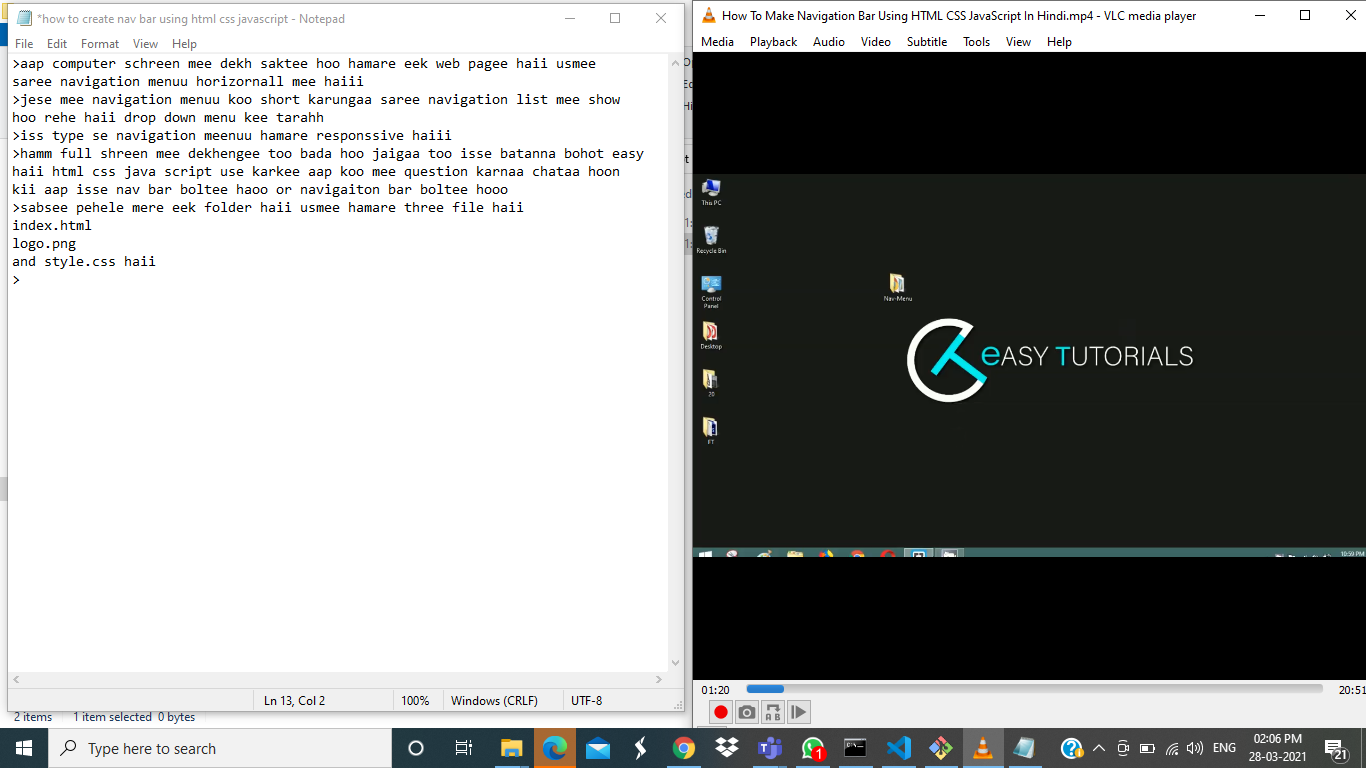 *how to create nav bar using html css javascript - Notepad
File Edit Format View Help
>aap computer schreen mee dekh saktee hoo hamare eek web pagee haii usmee
saree navigation menuu horizornall mee haiii
>jese mee navigation menuu koo short karungaa saree navigation list mee show
hoo rehe haii drop down menu kee tarahh
>iss type se navigation meenuu hamare responssive haiii
>hamm full shreen mee dekhengee too bada hoo jaigaa too isse batanna bohot easy
haii html css java script use karkee aap koo mee question karnaa chataa hoon
kii aap isse nav bar boltee haoo or navigaiton bar boltee hooo
>sabsee pehele mere eek folder haii usmee hamare three file haii
index.html
logo.png
and style.css haii
>
Ln 13, Col 2 100% Windows (CRLF) UTF-8
2 items 1 item selected 0 bytes
How To Make Navigation Bar Using HTML CSS JavaScript In Hindi.mp4 - VLC media player
Media Playback Audio Video Subtitle Tools View Help
This PC
Recycle Bin
Control
Panel
Nav-Menu
Desktop
20
FT
eASY TUTORIALS
10:59 PM
01:20 20:51
A B
Type here to search
1
ENG
02:06 PM
28-03-2021
21